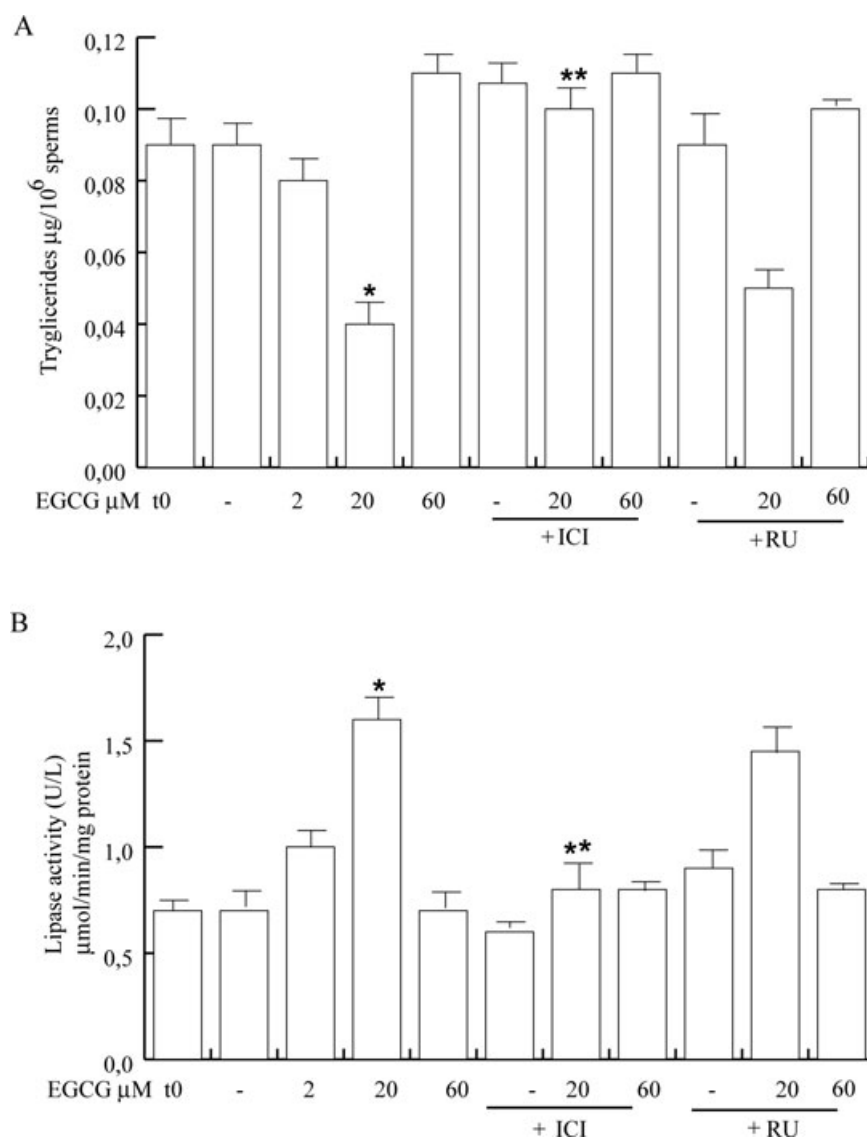 A
Tryglicerides µg/10⁶ sperms
0,12
0,10
0,08
0,06
0,04
0,02
0,00
*
**
EGCG µM t0 - 2 20 60 - 20 60 - 20 60
+ICI +RU
B
Lipase activity (U/L)
µmol/min/mg protein
2,0
1,5
1,0
0,5
0,0
*
**
EGCG µM t0 - 2 20 60 - 20 60 - 20 60
+ ICI + RU